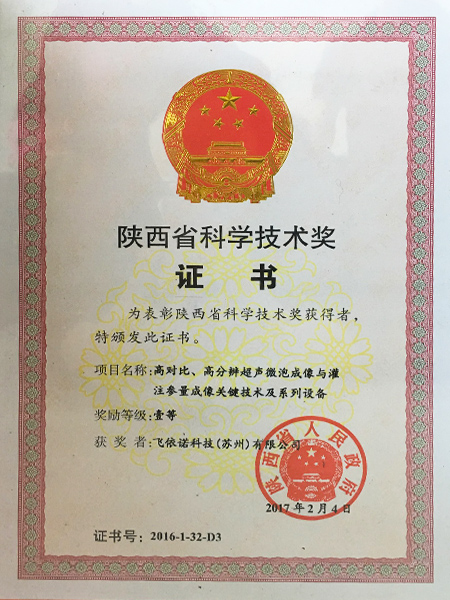 陕西省科学技术奖
证书
为表彰陕西省科学技术奖获得者，
特颁发此证书。
项目名称：高对比、高分辨超声微泡成像与灌
注参量成像关键技术及系列设备
奖励等级：壹等
获奖者：飞依诺科技（苏州）有限公司
陕西省人民政府
2017年2月4日
证书号：2016-1-32-D3